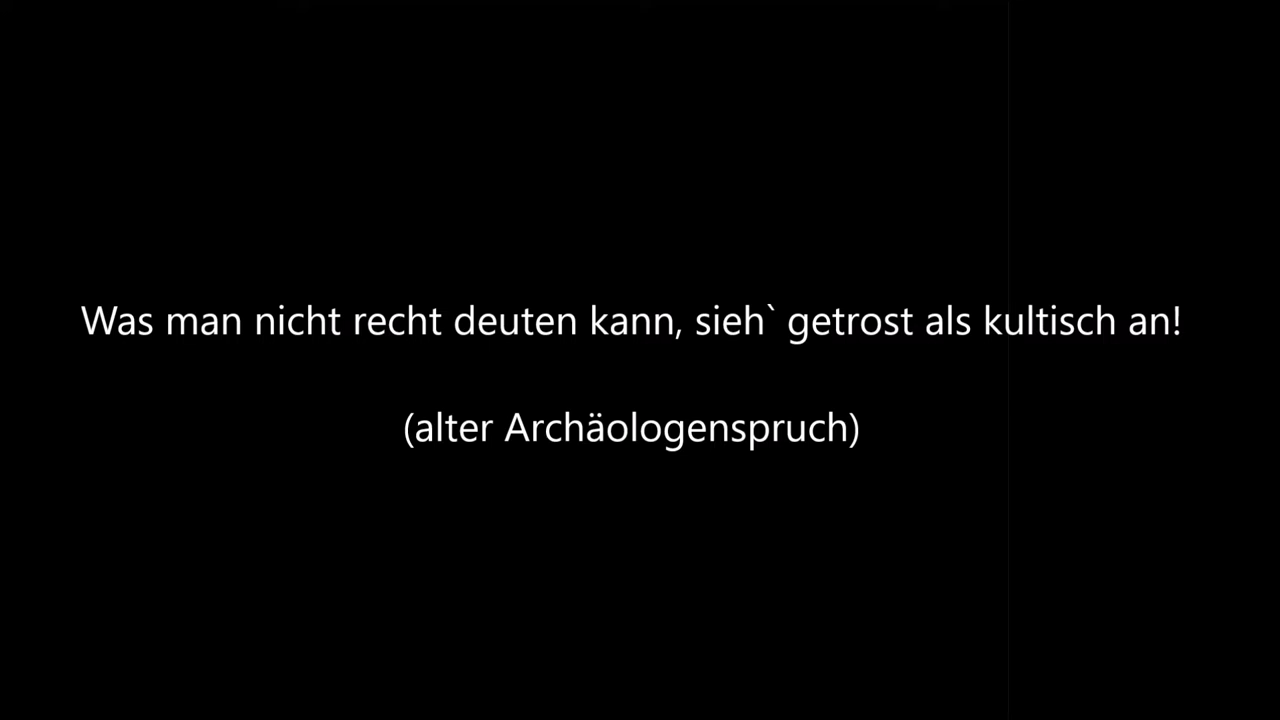 Was man nicht recht deuten kann, sieh` getrost als kultisch an!
(alter Archäologenspruch)